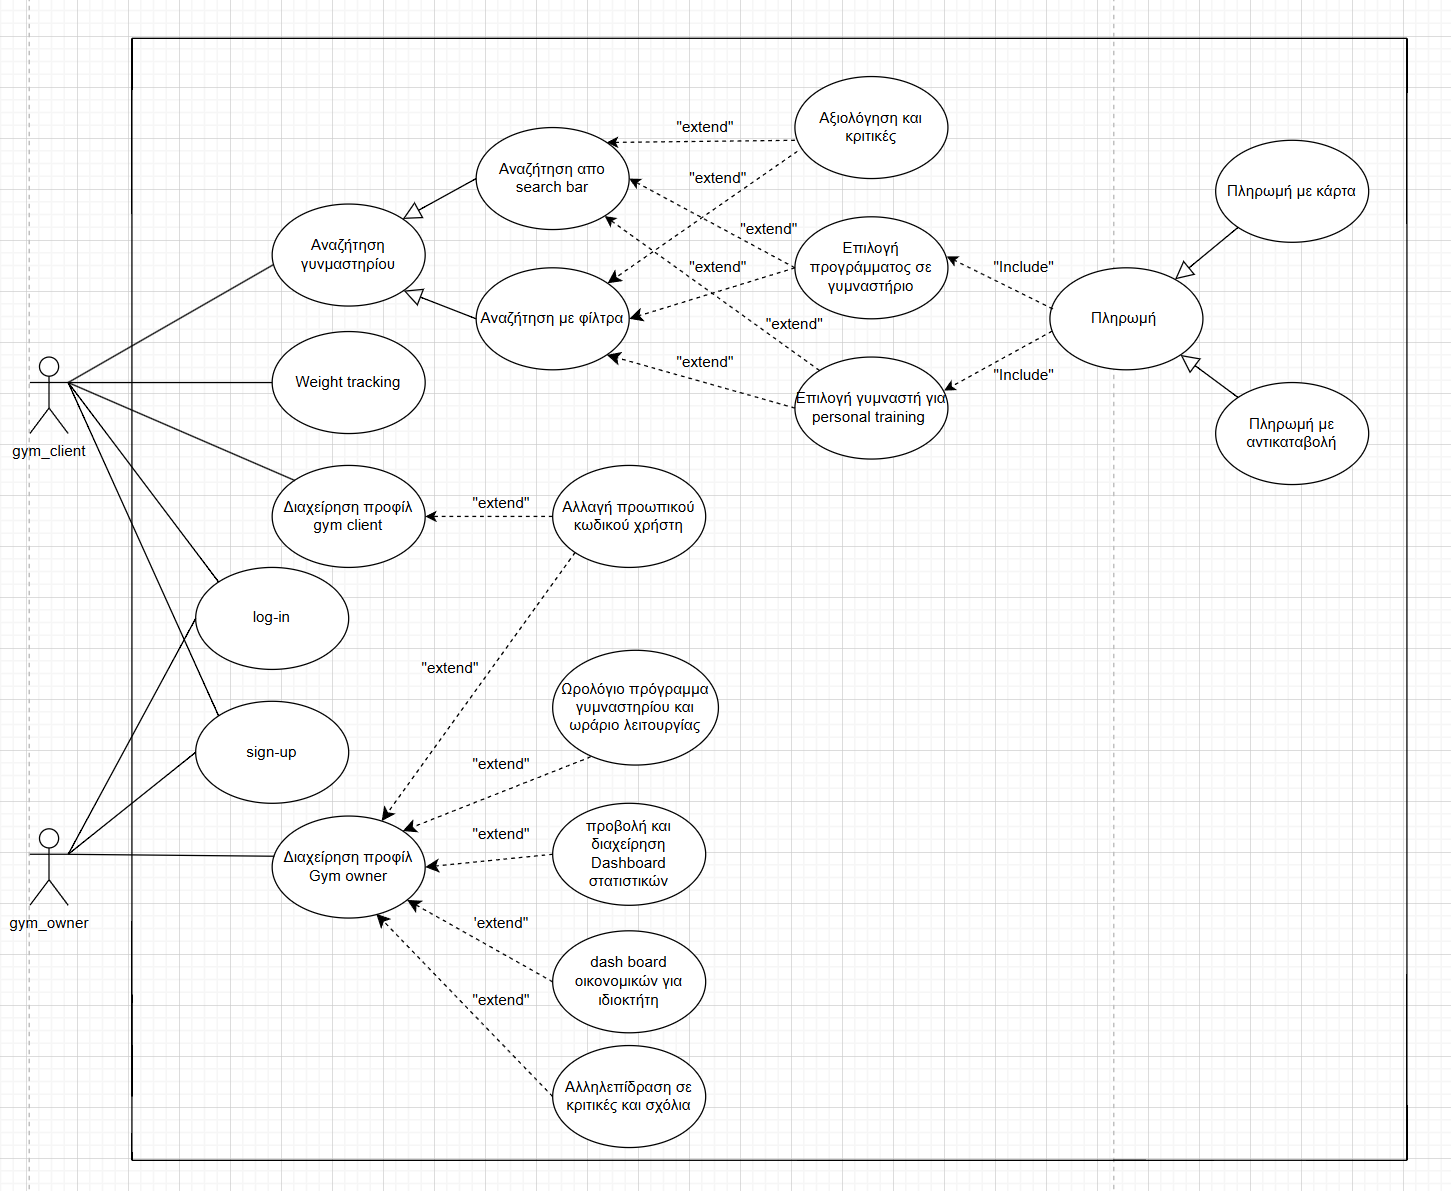 Αξιολόγηση και
κριτικές
"extend"
Αναζήτηση απο
search bar
"extend"
Πληρωμή με κάρτα
"extend"
Αναζήτηση
γυνμαστηρίου
Επιλογή
προγράμματος σε
γυμναστήριο
"extend"
"Include"
Αναζήτηση με φίλτρα
"extend"
Πληρωμή
"extend"
"Include"
Weight tracking
Επιλογή γυμναστή για
personal training
Πληρωμή με
αντικαταβολή
gym_client
Διαχείρηση προφίλ
gym client
"extend"
Αλλαγή προωπικού
κωδικού χρήστη
log-in
"extend"
Ωρολόγιο πρόγραμμα
γυμναστηρίου και
ωράριο λειτουργίας
sign-up
"extend"
"extend"
προβολή και
διαχείρηση
Dashboard
στατιστικών
Διαχείρηση προφίλ
Gym owner
gym_owner
'extend"
dash board
οικονομικών για
ιδιοκτήτη
"extend"
Αλληλεπίδραση σε
κριτικές και σχόλια